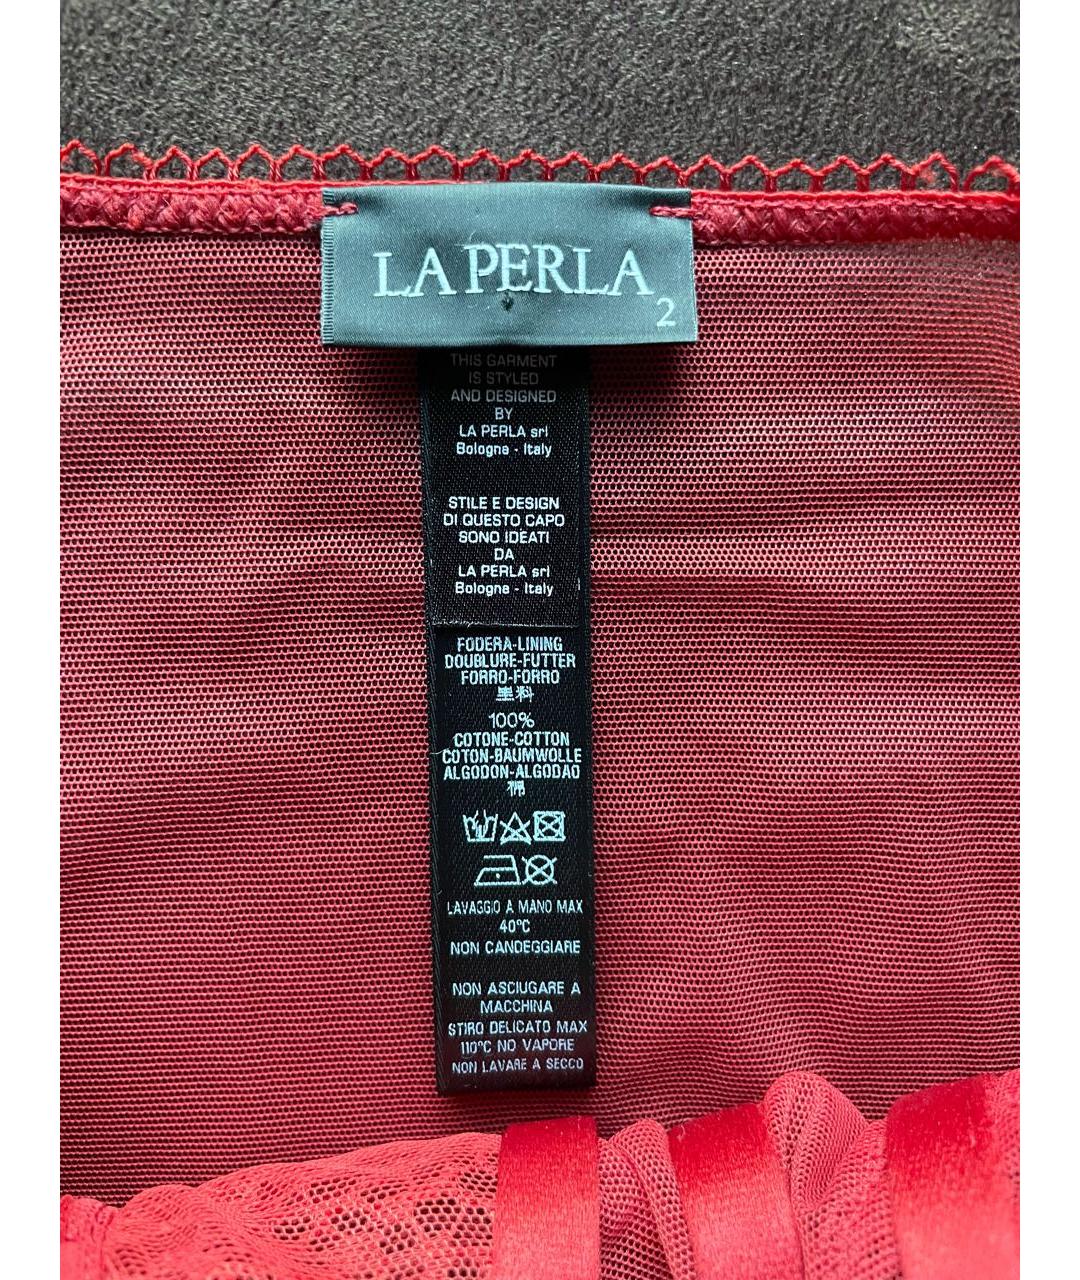 LA PERLA
2
THIS GARMENT
IS STYLED
AND DESIGNED
BY
LA PERLA srl
Bologna - Italy
STILE E DESIGN
DI QUESTO CAPO
SONO IDEATI
DA
LA PERLA srl
Bologna - Italy
FODERA-LINING
DOUBLURE-FUTTER
FORRO-FORRO
100%
COTONE-COTTON
COTON-BAUMWOLLE
ALGODON-ALGODAO
棉
LAVAGGIO A MANO MAX
40°C
NON CANDEGGIARE
NON ASCIUGARE A
MACCHINA
STIRO DELICATO MAX
110°C NO VAPORE
NON LAVARE A SECCO